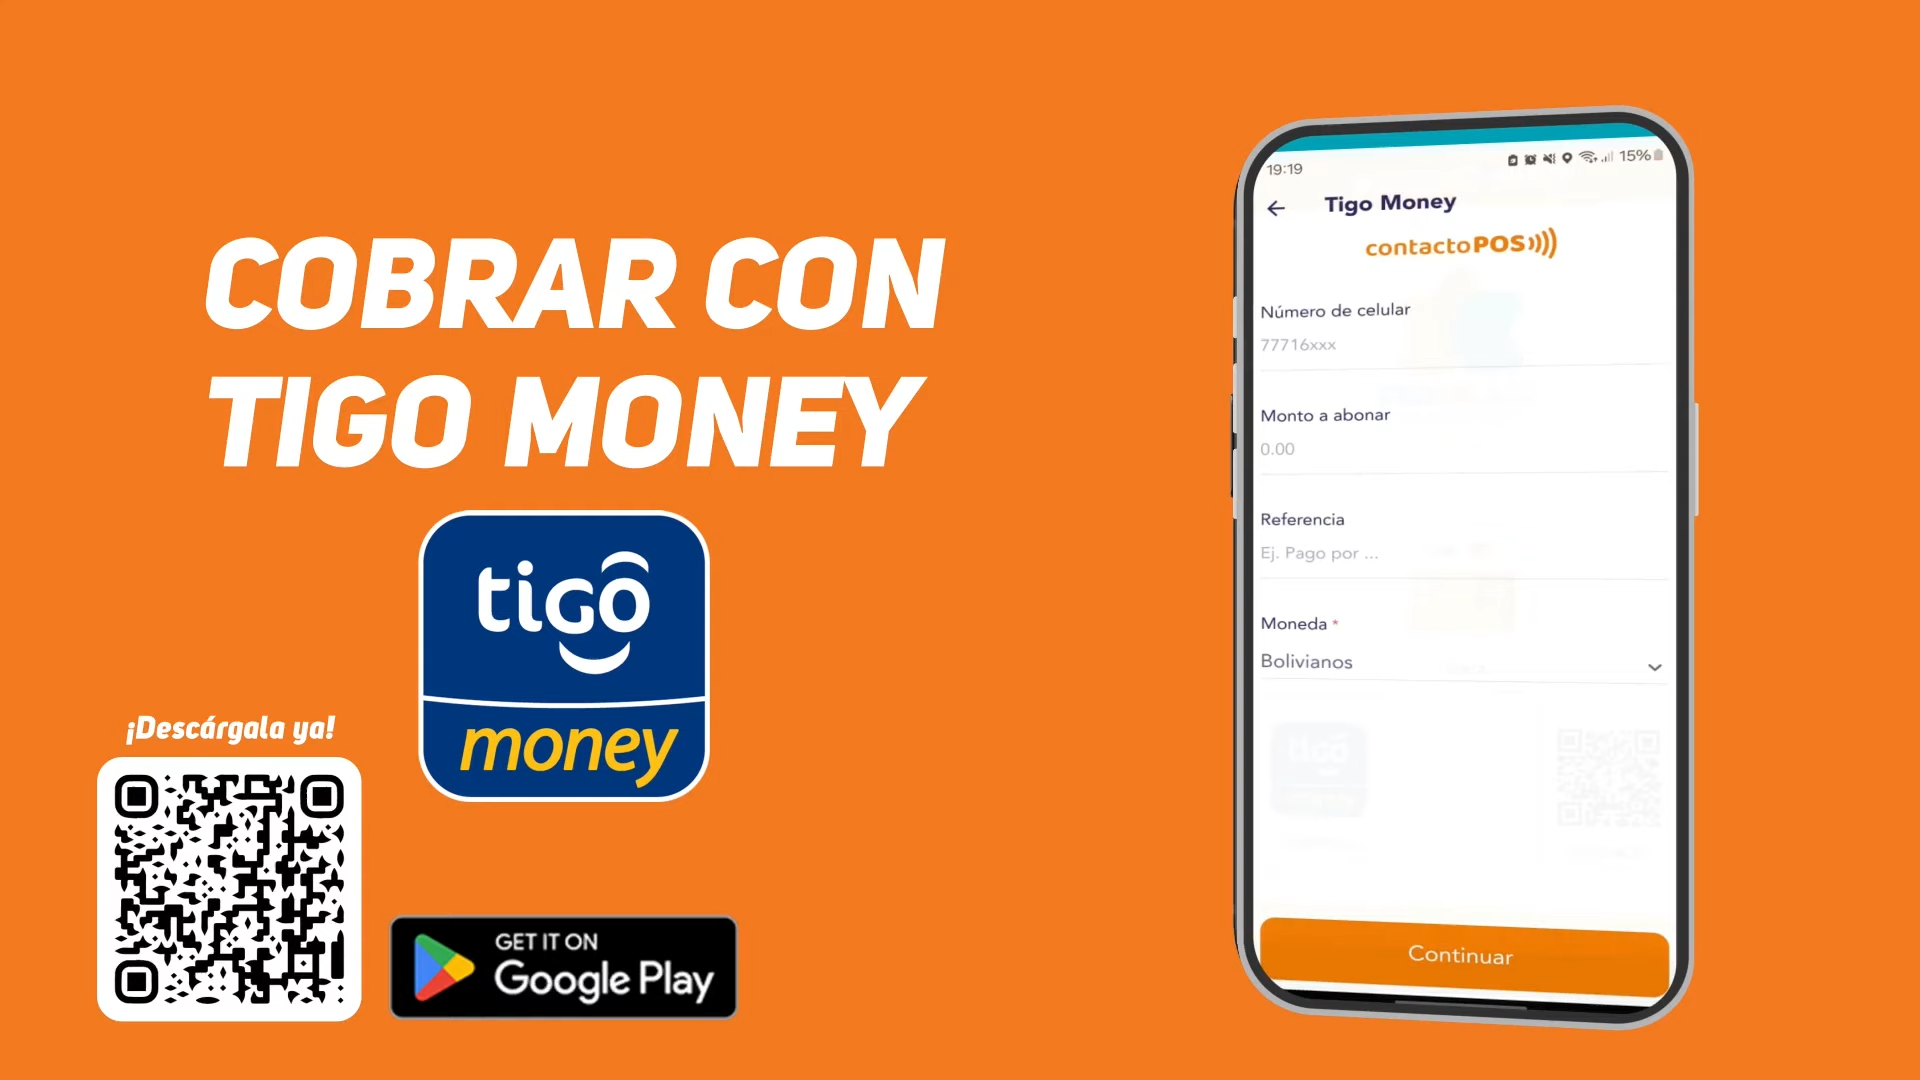 COBRAR CON
TIGO MONEY
tigo
money
¡Descárgala ya!
GET IT ON
Google Play
19:19
15%
Tigo Money
contactoPOS
Número de celular
77716xxx
Monto a abonar
0.00
Referencia
Ej. Pago por ...
Moneda *
Bolivianos
Continuar